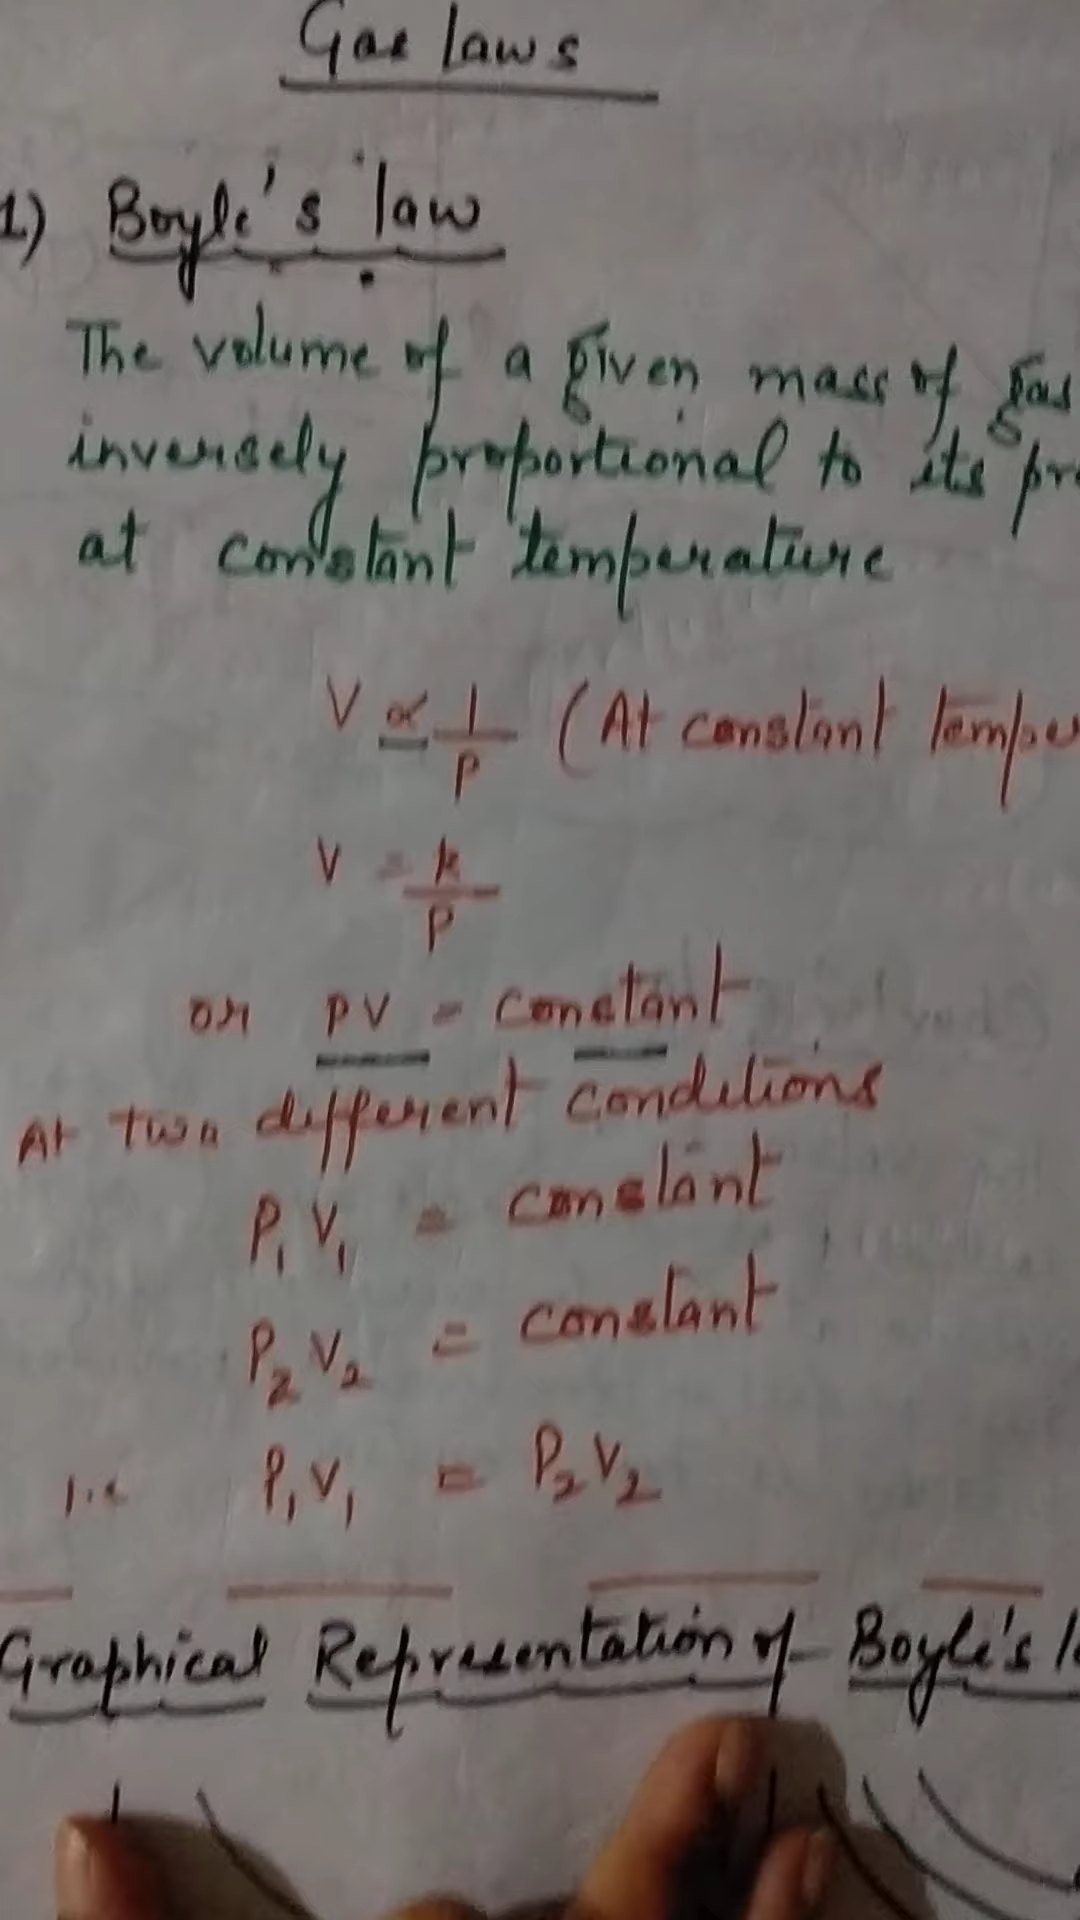 Gas laws
1) Boyle's law
The volume of a given mass of gas
inversely proportional to its
at constant temperature
V ∝ 1/P (At constant
V = k/P
or PV = constant
At two different conditions
P₁V₁ = constant
P₂V₂ = constant
i.e P₁V₁ = P₂V₂
Graphical Representation of Boyle's